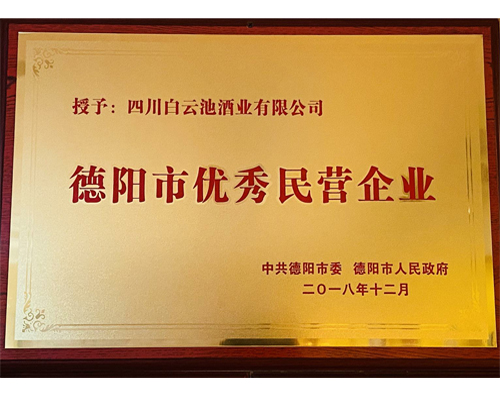 授予：四川白云池酒业有限公司
德阳市优秀民营企业
中共德阳市委 德阳市人民政府
二〇一八年十二月